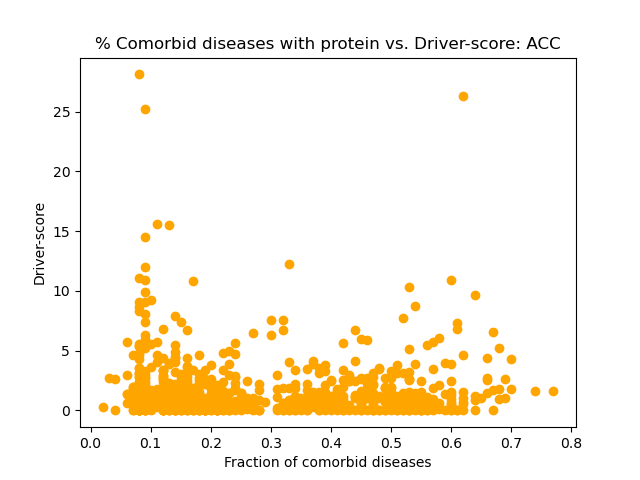 % Comorbid diseases with protein vs. Driver-score: ACC
Driver-score
25
20
15
10
5
0
0.0 0.1 0.2 0.3 0.4 0.5 0.6 0.7 0.8
Fraction of comorbid diseases